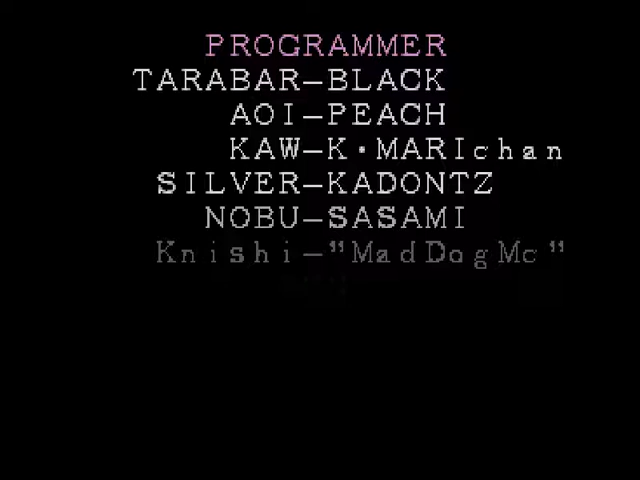 PROGRAMMER
TARABAR-BLACK
AOI-PEACH
KAW-K・MARIchan
SILVER-KADONTZ
NOBU-SASAMI
Knishi-"MadDogMc"